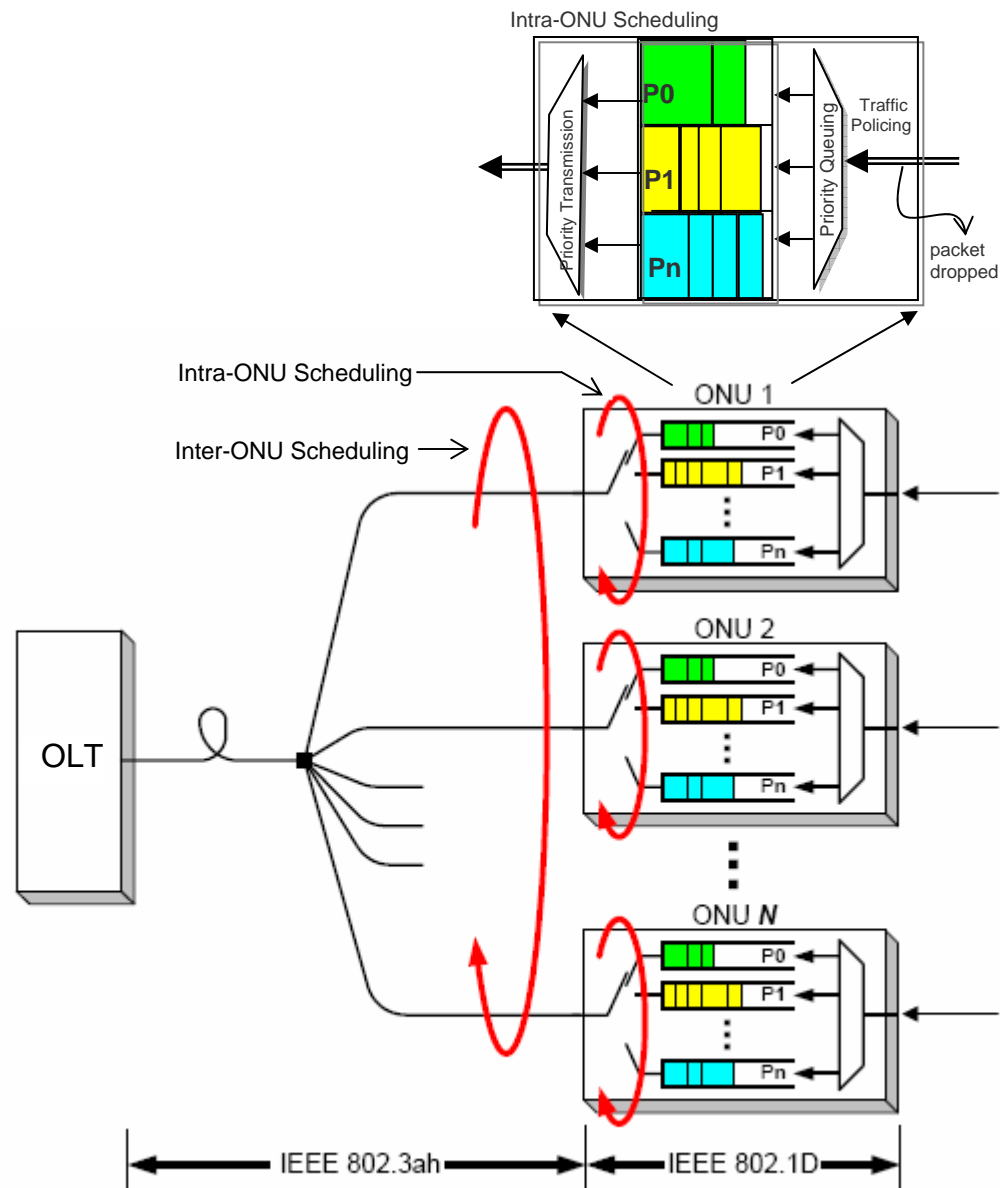 Intra-ONU Scheduling
P0
P1
Pn
Priority Transmission
Priority Queuing
Traffic
Policing
packet
dropped
Intra-ONU Scheduling
Inter-ONU Scheduling
ONU 1
P0
P1
Pn
ONU 2
P0
P1
Pn
OLT
ONU N
P0
P1
Pn
IEEE 802.3ah
IEEE 802.1D